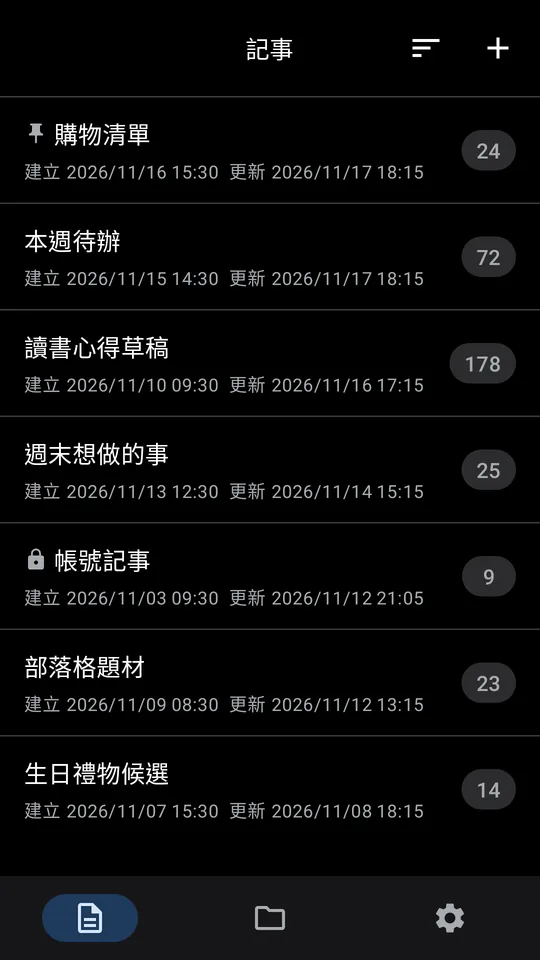 記事
購物清單
建立 2026/11/16 15:30 更新 2026/11/17 18:15
24
本週待辦
建立 2026/11/15 14:30 更新 2026/11/17 18:15
72
讀書心得草稿
建立 2026/11/10 09:30 更新 2026/11/16 17:15
178
週末想做的事
建立 2026/11/13 12:30 更新 2026/11/14 15:15
25
帳號記事
建立 2026/11/03 09:30 更新 2026/11/12 21:05
9
部落格題材
建立 2026/11/09 08:30 更新 2026/11/12 13:15
23
生日禮物候選
建立 2026/11/07 15:30 更新 2026/11/08 18:15
14